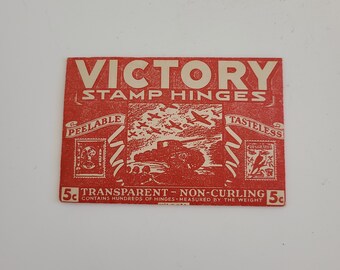 VICTORY
STAMP HINGES
PEELABLE
TASTELESS
5c TRANSPARENT - NON-CURLING 5c
CONTAINS HUNDREDS OF HINGES - MEASURED BY THE WEIGHT